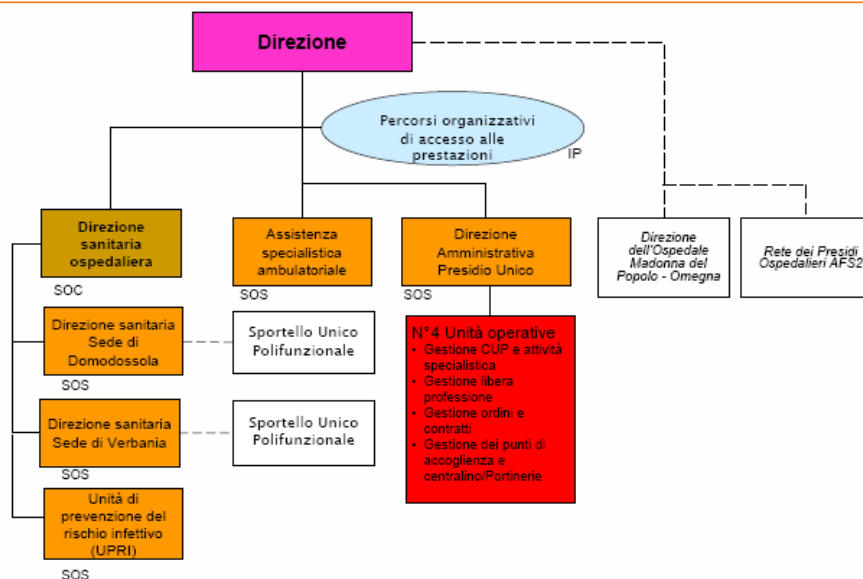 Direzione
Percorsi organizzativi
di accesso alle
prestazioni
IP
Direzione
sanitaria
ospedaliera
SOC
Assistenza
specialistica
ambulatoriale
SOS
Direzione
Amministrativa
Presidio Unico
SOS
Direzione
dell'Ospedale
Madonna del
Popolo - Omegna
Rete dei Presidi
Ospedalieri AFS2
Direzione sanitaria
Sede di
Domodossola
SOS
Sportello Unico
Polifunzionale
N°4 Unità operative
• Gestione CUP e attività
specialistica
• Gestione libera
professione
• Gestione ordini e
contratti
• Gestione dei punti di
accoglienza e
centralino/Portinerie
Direzione sanitaria
Sede di Verbania
SOS
Sportello Unico
Polifunzionale
Unità di
prevenzione del
rischio infettivo
(UPRI)
SOS